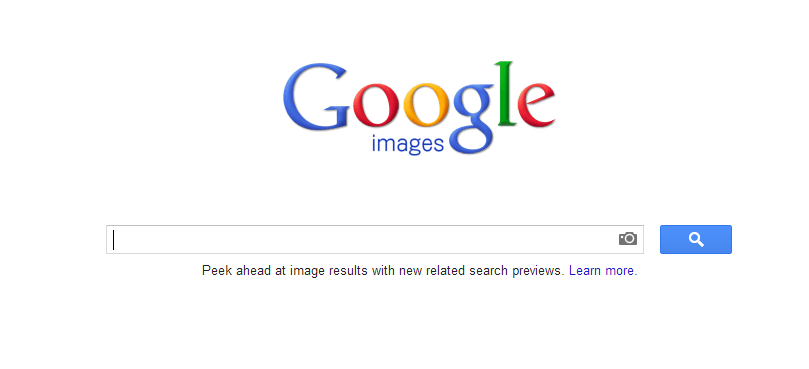 Google
images
Peek ahead at image results with new related search previews. Learn more.